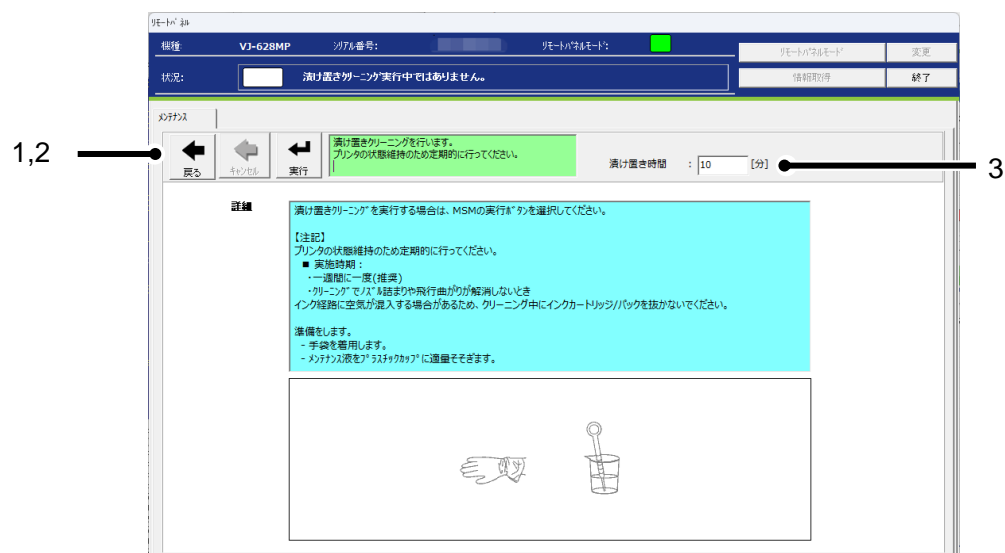 リモートパネル
機種 VJ-628MP シリアル番号: リモートパネルモード: リモートパネルモード 変更
状況: 漬け置きクリーニング実行中ではありません。 情報取得 終了
メンテナンス
1,2
戻る キャンセル 実行
漬け置きクリーニングを行います。
プリンタの状態維持のため定期的に行ってください。
漬け置き時間 : 10 [分]
3
詳細
漬け置きクリーニングを実行する場合は、MSMの実行ボタンを選択してください。
【注記】
プリンタの状態維持のため定期的に行ってください。
■ 実施時期：
・一週間に一度(推奨)
・クリーニングでノズル詰まりや飛行曲がりが解消しないとき
インク経路に空気が混入する場合があるため、クリーニング中にインクカートリッジ/パックを抜かないでください。
準備をします。
- 手袋を着用します。
- メンテナンス液をプラスチックカップに適量そそぎます。